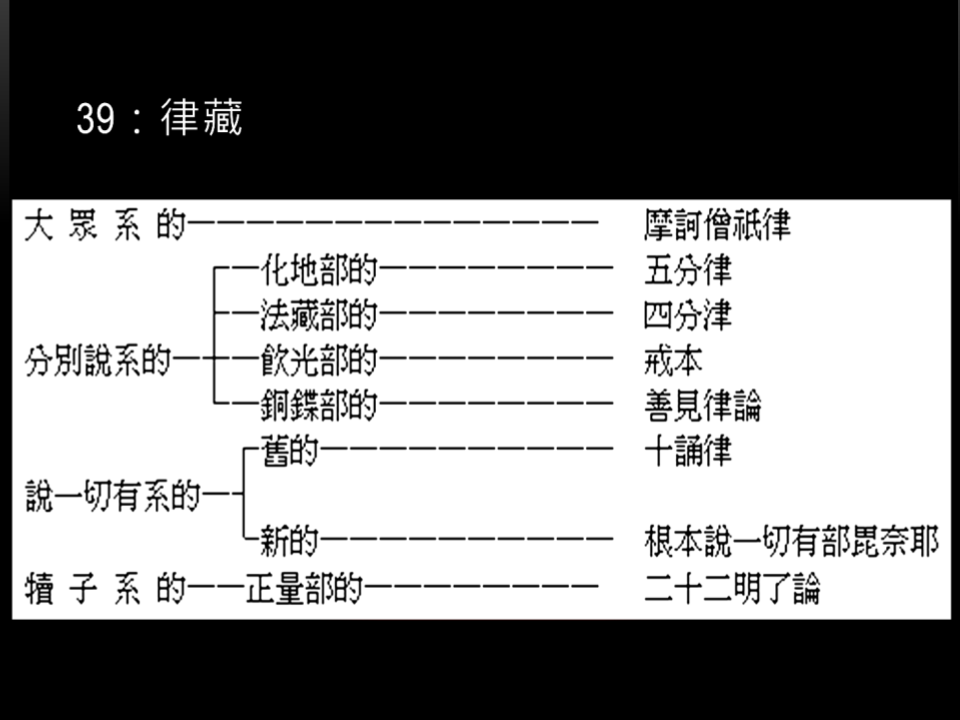 39：律藏
大眾系的 摩訶僧祇律
化地部的 五分律
法藏部的 四分津
分別說系的 飲光部的 戒本
銅鍱部的 善見律論
舊的 十誦律
說一切有系的
新的 根本說一切有部毘奈耶
犢子系的 正量部的 二十二明了論